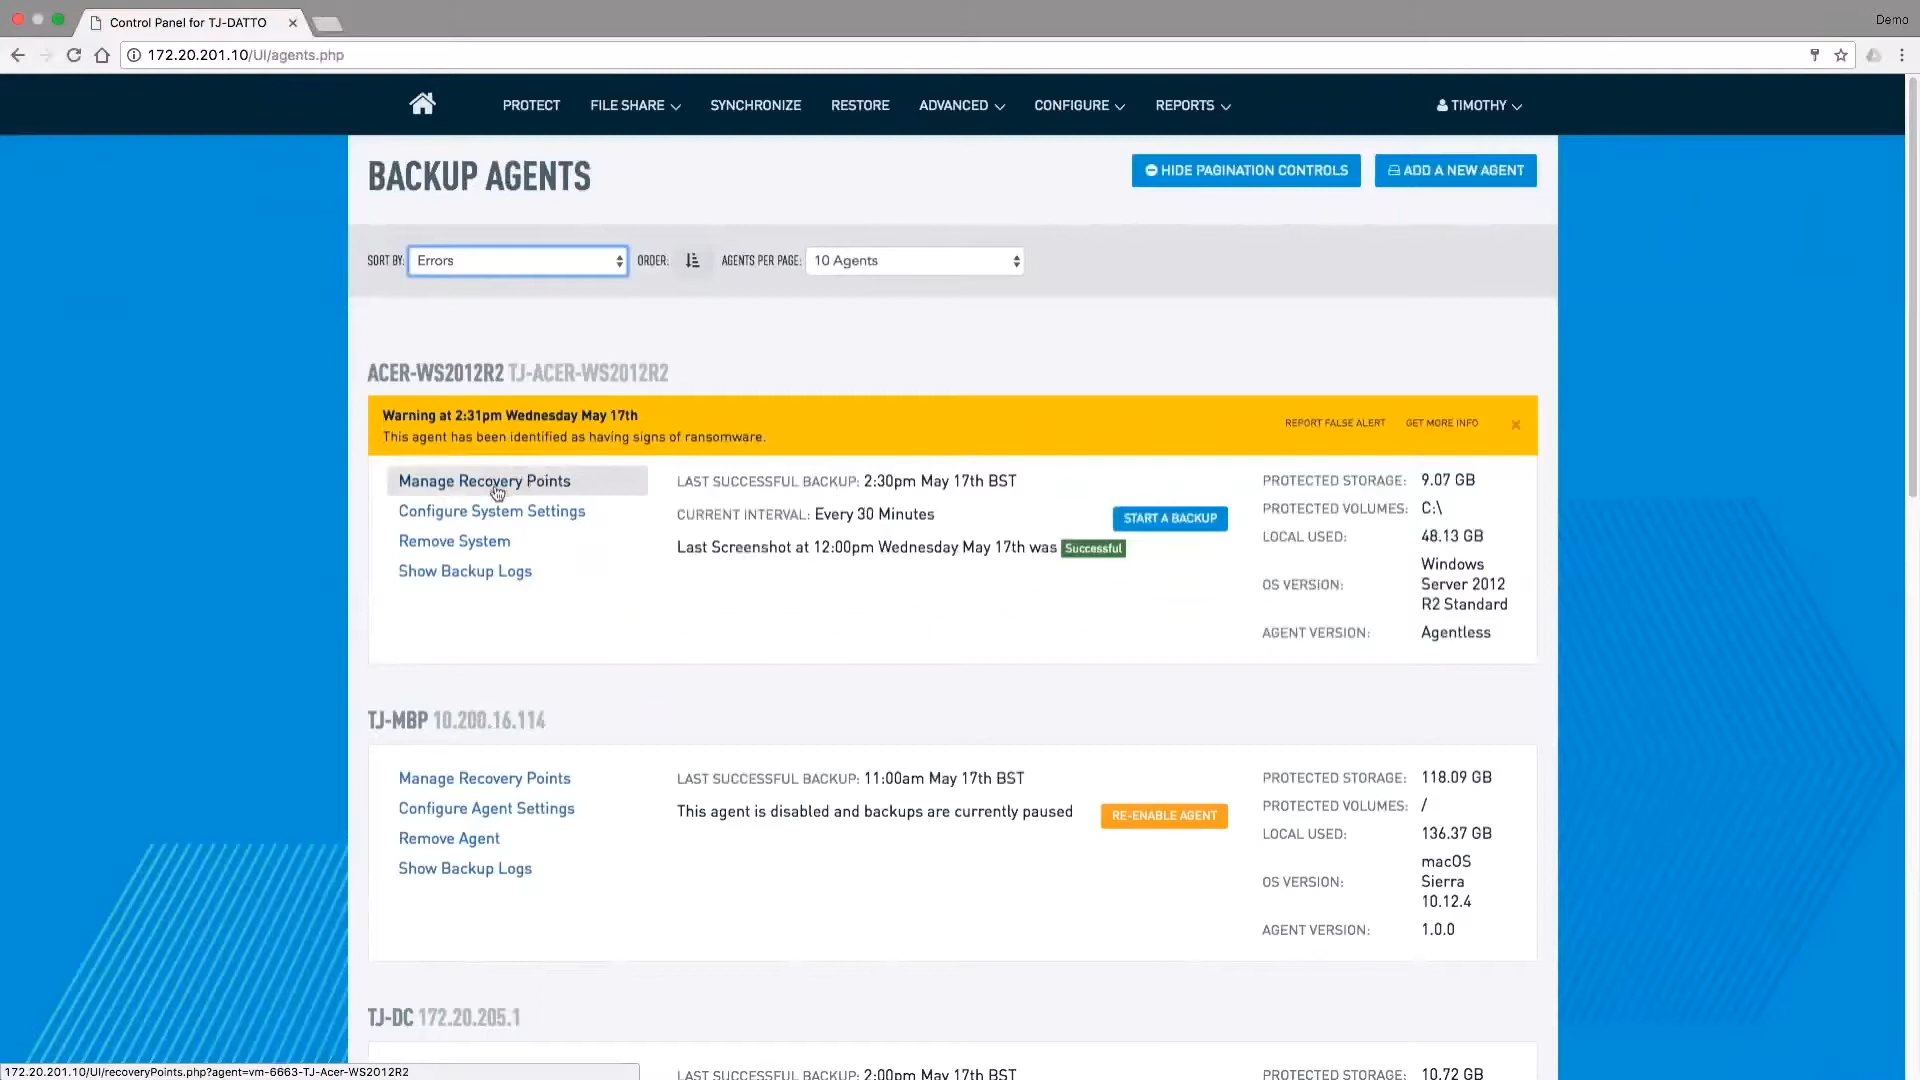 Control Panel for TJ-DATTO
Demo
172.20.201.10/UI/agents.php
PROTECT FILE SHARE SYNCHRONIZE RESTORE ADVANCED CONFIGURE REPORTS TIMOTHY
BACKUP AGENTS
HIDE PAGINATION CONTROLS
ADD A NEW AGENT
SORT BY: Errors ORDER: AGENTS PER PAGE: 10 Agents
ACER-WS2012R2 TJ-ACER-WS2012R2
Warning at 2:31pm Wednesday May 17th
This agent has been identified as having signs of ransomware.
REPORT FALSE ALERT GET MORE INFO
Manage Recovery Points
Configure System Settings
Remove System
Show Backup Logs
LAST SUCCESSFUL BACKUP: 2:30pm May 17th BST
CURRENT INTERVAL: Every 30 Minutes
START A BACKUP
Last Screenshot at 12:00pm Wednesday May 17th was Successful
PROTECTED STORAGE: 9.07 GB
PROTECTED VOLUMES: C:\
LOCAL USED: 48.13 GB
OS VERSION: Windows
Server 2012
R2 Standard
AGENT VERSION: Agentless
TJ-MBP 10.200.16.114
Manage Recovery Points
Configure Agent Settings
Remove Agent
Show Backup Logs
LAST SUCCESSFUL BACKUP: 11:00am May 17th BST
This agent is disabled and backups are currently paused
RE-ENABLE AGENT
PROTECTED STORAGE: 118.09 GB
PROTECTED VOLUMES: /
LOCAL USED: 136.37 GB
OS VERSION: macOS
Sierra
10.12.4
AGENT VERSION: 1.0.0
TJ-DC 172.20.205.1
LAST SUCCESSFUL BACKUP: 2:00pm May 17th BST
PROTECTED STORAGE: 10.72 GB
172.20.201.10/UI/recoveryPoints.php?agent=vm-6663-TJ-Acer-WS2012R2